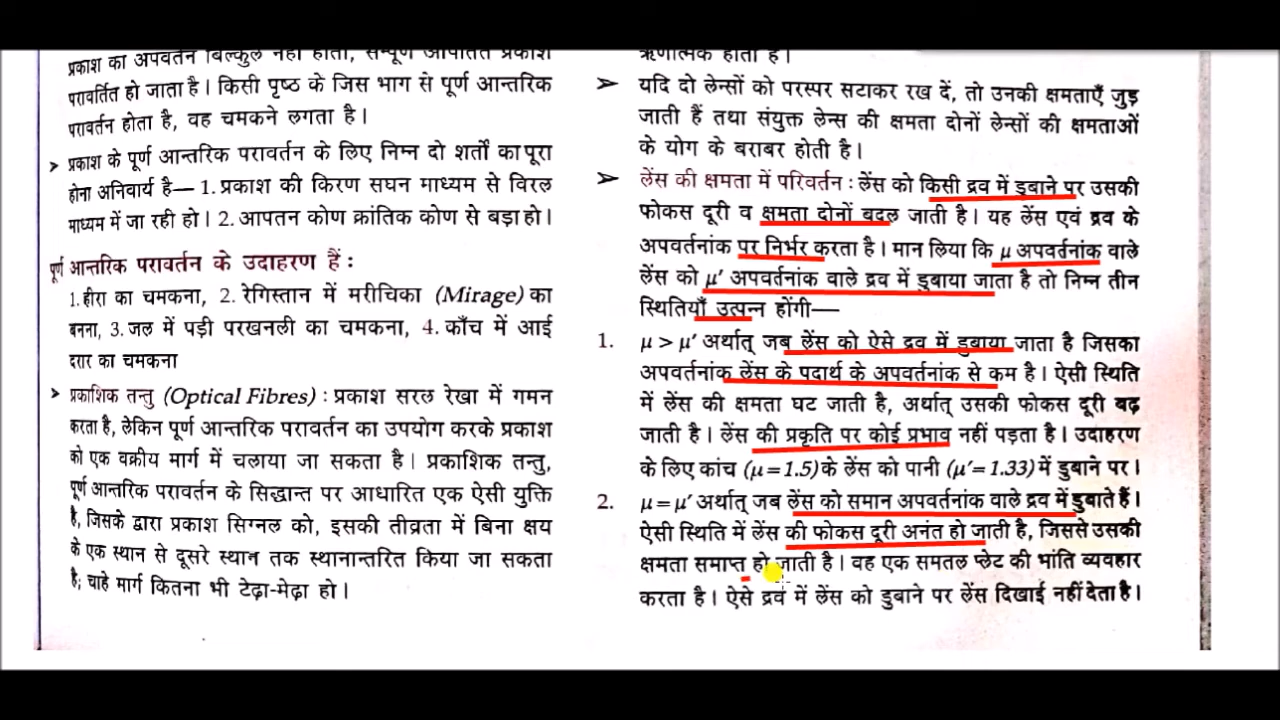 प्रकाश का अपवर्तन बिल्कुल नहीं होता, सम्पूर्ण आपतित प्रकाश
परावर्तित हो जाता है। किसी पृष्ठ के जिस भाग से पूर्ण आन्तरिक
परावर्तन होता है, वह चमकने लगता है।
➤ प्रकाश के पूर्ण आन्तरिक परावर्तन के लिए निम्न दो शर्तों का पूरा
होना अनिवार्य है— 1. प्रकाश की किरण सघन माध्यम से विरल
माध्यम में जा रही हो। 2. आपतन कोण क्रांतिक कोण से बड़ा हो।
पूर्ण आन्तरिक परावर्तन के उदाहरण हैं :
1. हीरा का चमकना, 2. रेगिस्तान में मरीचिका (Mirage) का
बनना, 3. जल में पड़ी परखनली का चमकना, 4. काँच में आई
दरार का चमकना
➤ प्रकाशिक तन्तु (Optical Fibres) : प्रकाश सरल रेखा में गमन
करता है, लेकिन पूर्ण आन्तरिक परावर्तन का उपयोग करके प्रकाश
को एक वक्रीय मार्ग में चलाया जा सकता है। प्रकाशिक तन्तु,
पूर्ण आन्तरिक परावर्तन के सिद्धान्त पर आधारित एक ऐसी युक्ति
है, जिसके द्वारा प्रकाश सिग्नल को, इसकी तीव्रता में बिना क्षय
के एक स्थान से दूसरे स्थान तक स्थानान्तरित किया जा सकता
है; चाहे मार्ग कितना भी टेढ़ा-मेढ़ा हो।
ऋणात्मक होती है।
➤ यदि दो लेन्सों को परस्पर सटाकर रख दें, तो उनकी क्षमताएँ जुड़
जाती हैं तथा संयुक्त लेन्स की क्षमता दोनों लेन्सों की क्षमताओं
के योग के बराबर होती है।
➤ लेंस की क्षमता में परिवर्तन : लेंस को किसी द्रव में डुबाने पर उसकी
फोकस दूरी व क्षमता दोनों बदल जाती है। यह लेंस एवं द्रव के
अपवर्तनांक पर निर्भर करता है। मान लिया कि μ अपवर्तनांक वाले
लेंस को μ′ अपवर्तनांक वाले द्रव में डुबाया जाता है तो निम्न तीन
स्थितियाँ उत्पन्न होंगी—
1. μ > μ′ अर्थात् जब लेंस को ऐसे द्रव में डुबाया जाता है जिसका
अपवर्तनांक लेंस के पदार्थ के अपवर्तनांक से कम है। ऐसी स्थिति
में लेंस की क्षमता घट जाती है, अर्थात् उसकी फोकस दूरी बढ़
जाती है। लेंस की प्रकृति पर कोई प्रभाव नहीं पड़ता है। उदाहरण
के लिए कांच (μ = 1.5) के लेंस को पानी (μ′ = 1.33) में डुबाने पर।
2. μ = μ′ अर्थात् जब लेंस को समान अपवर्तनांक वाले द्रव में डुबाते हैं।
ऐसी स्थिति में लेंस की फोकस दूरी अनंत हो जाती है, जिससे उसकी
क्षमता समाप्त हो जाती है। वह एक समतल प्लेट की भांति व्यवहार
करता है। ऐसे द्रव में लेंस को डुबाने पर लेंस दिखाई नहीं देता है।